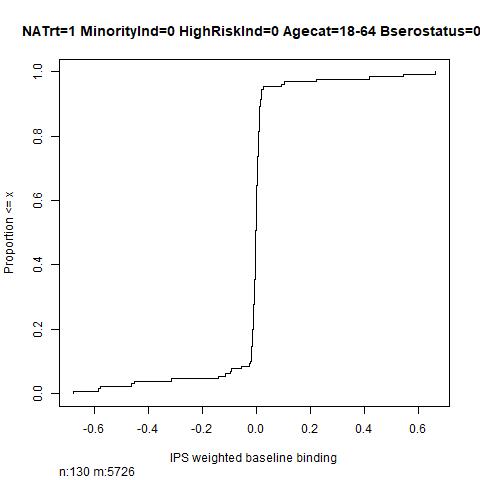 NATrt=1 MinorityInd=0 HighRiskInd=0 Agecat=18-64 Bserostatus=0
1.0
0.8
0.6
0.4
0.2
0.0
Proportion <= x
-0.6 -0.4 -0.2 0.0 0.2 0.4 0.6
IPS weighted baseline binding
n:130 m:5726